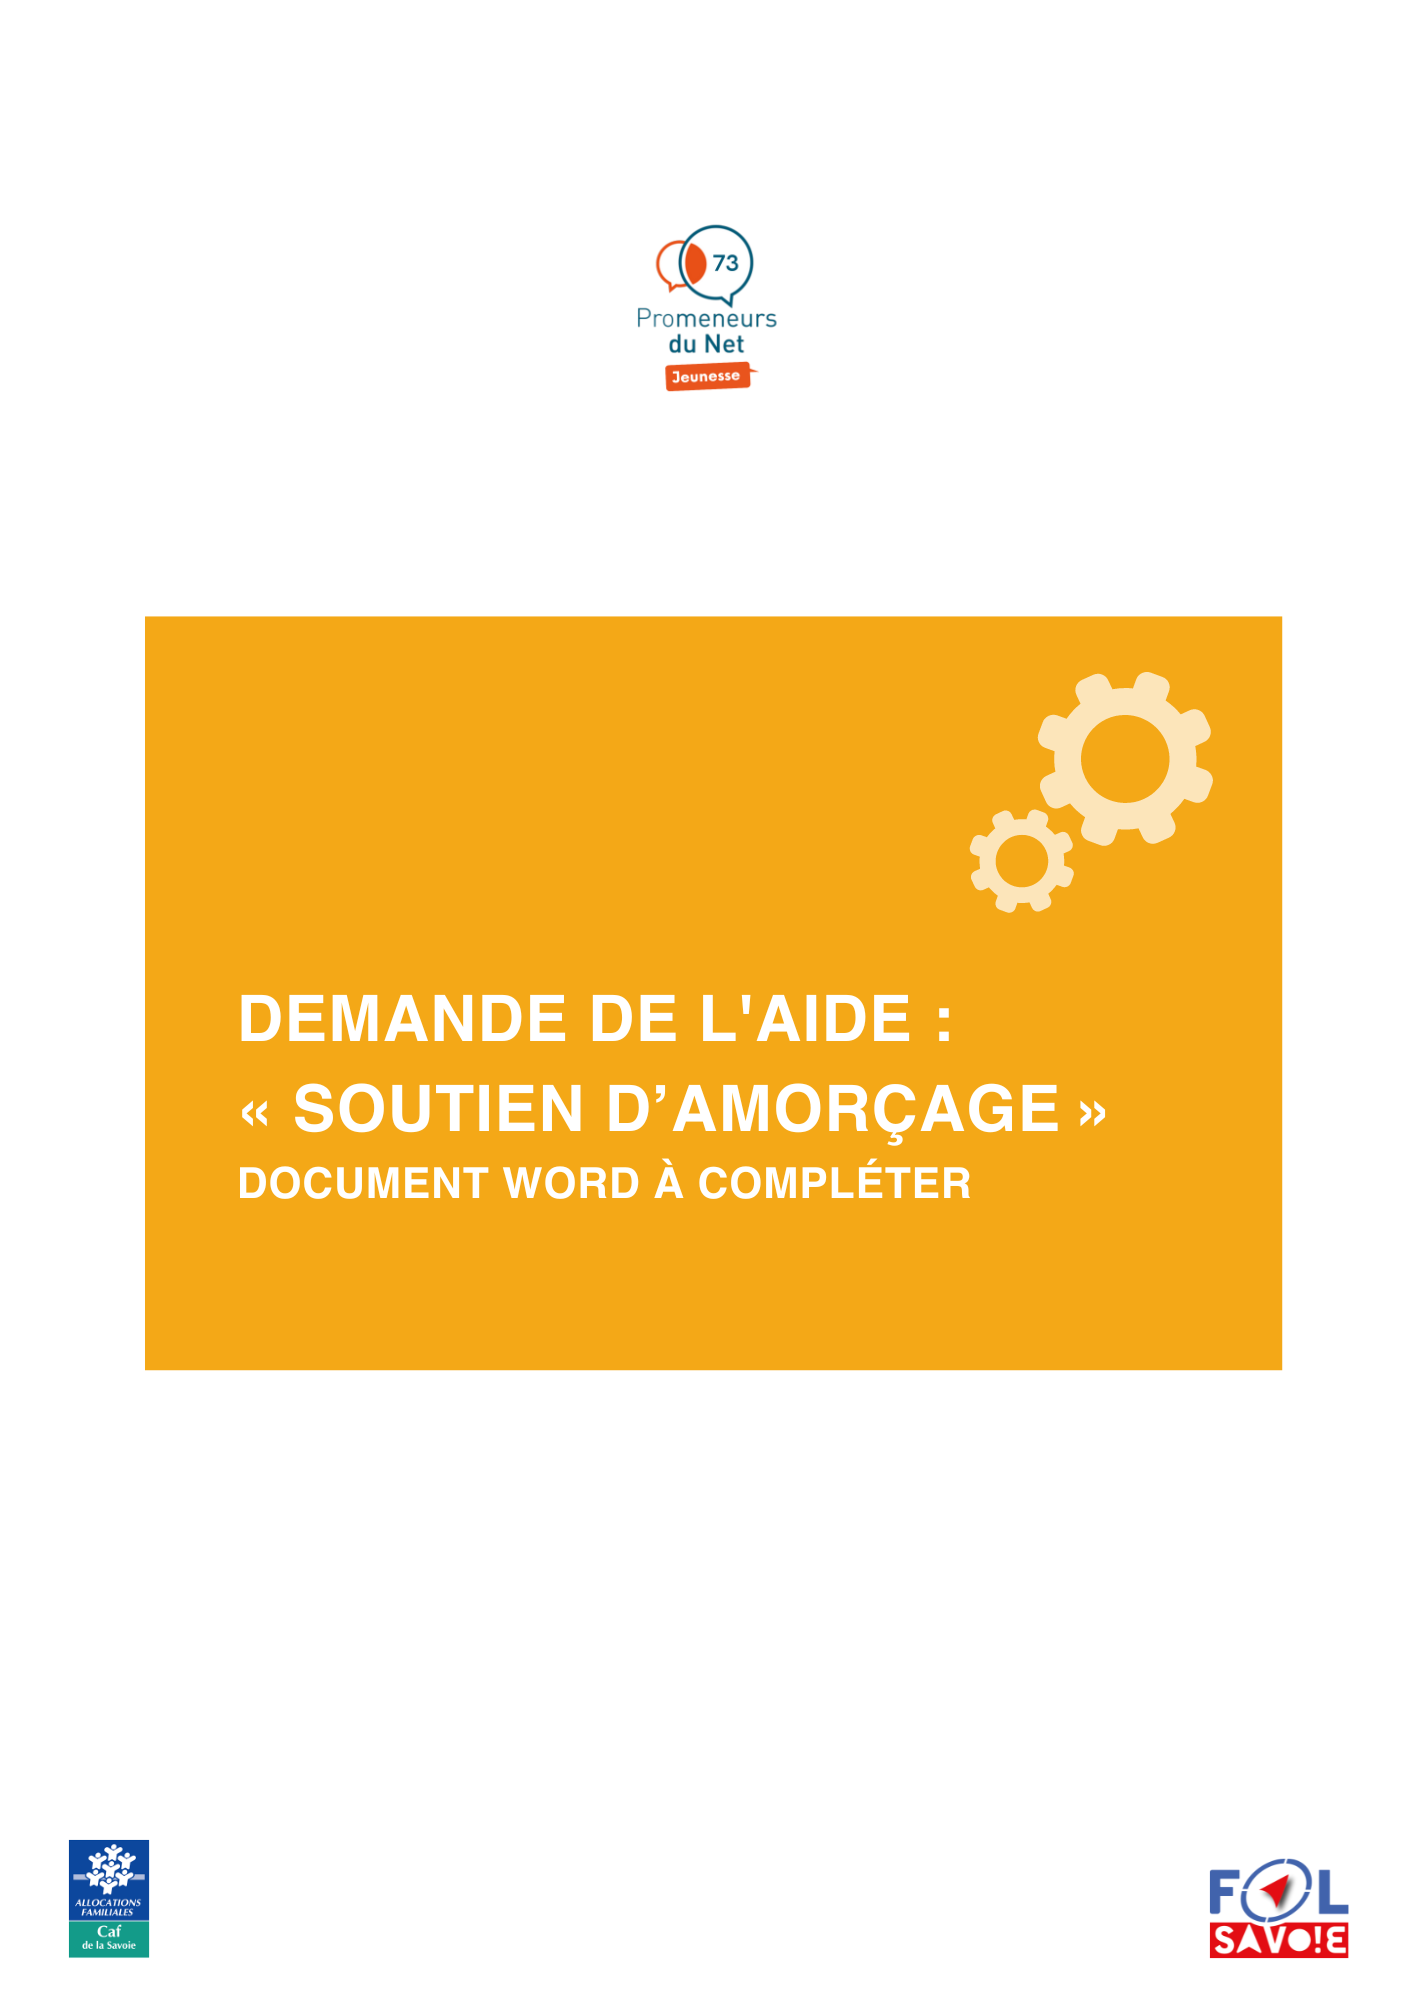 73
Promeneurs
du Net
Jeunesse
DEMANDE DE L'AIDE :
« SOUTIEN D’AMORÇAGE »
DOCUMENT WORD À COMPLÉTER
ALLOCATIONS
FAMILIALES
Caf
de la Savoie
FOL
SAVOIE